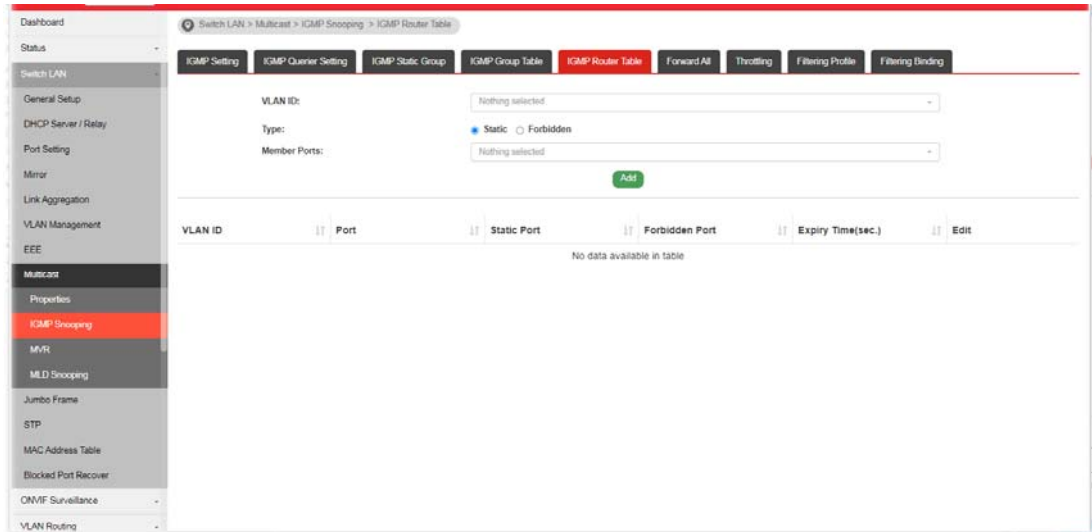 Dashboard
Status
Switch LAN
General Setup
DHCP Server / Relay
Port Setting
Mirror
Link Aggregation
VLAN Management
EEE
Multicast
Properties
IGMP Snooping
MVR
MLD Snooping
Jumbo Frame
STP
MAC Address Table
Blocked Port Recover
ONVIF Surveillance
VLAN Routing
Switch LAN > Multicast > IGMP Snooping > IGMP Router Table
IGMP Setting IGMP Querier Setting IGMP Static Group IGMP Group Table IGMP Router Table Forward All Throttling Filtering Profile Filtering Binding
VLAN ID: Nothing selected
Type: Static Forbidden
Member Ports: Nothing selected
Add
VLAN ID Port Static Port Forbidden Port Expiry Time(sec.) Edit
No data available in table